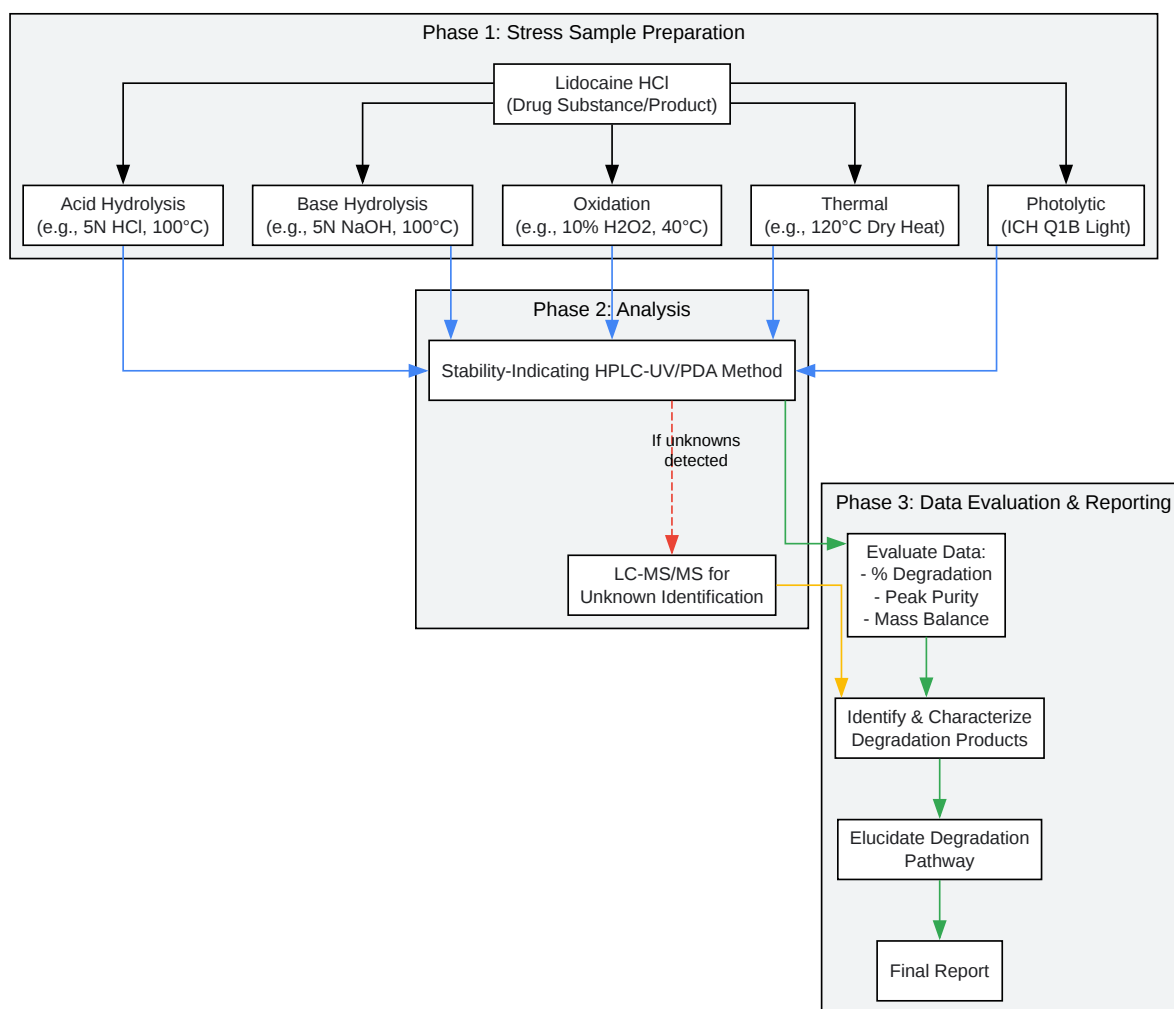 Phase 1: Stress Sample Preparation
Lidocaine HCl
(Drug Substance/Product)
Acid Hydrolysis
(e.g., 5N HCl, 100°C)
Base Hydrolysis
(e.g., 5N NaOH, 100°C)
Oxidation
(e.g., 10% H2O2, 40°C)
Thermal
(e.g., 120°C Dry Heat)
Photolytic
(ICH Q1B Light)
Phase 2: Analysis
Stability-Indicating HPLC-UV/PDA Method
If unknowns
detected
LC-MS/MS for
Unknown Identification
Phase 3: Data Evaluation & Reporting
Evaluate Data:
- % Degradation
- Peak Purity
- Mass Balance
Identify & Characterize
Degradation Products
Elucidate Degradation
Pathway
Final Report